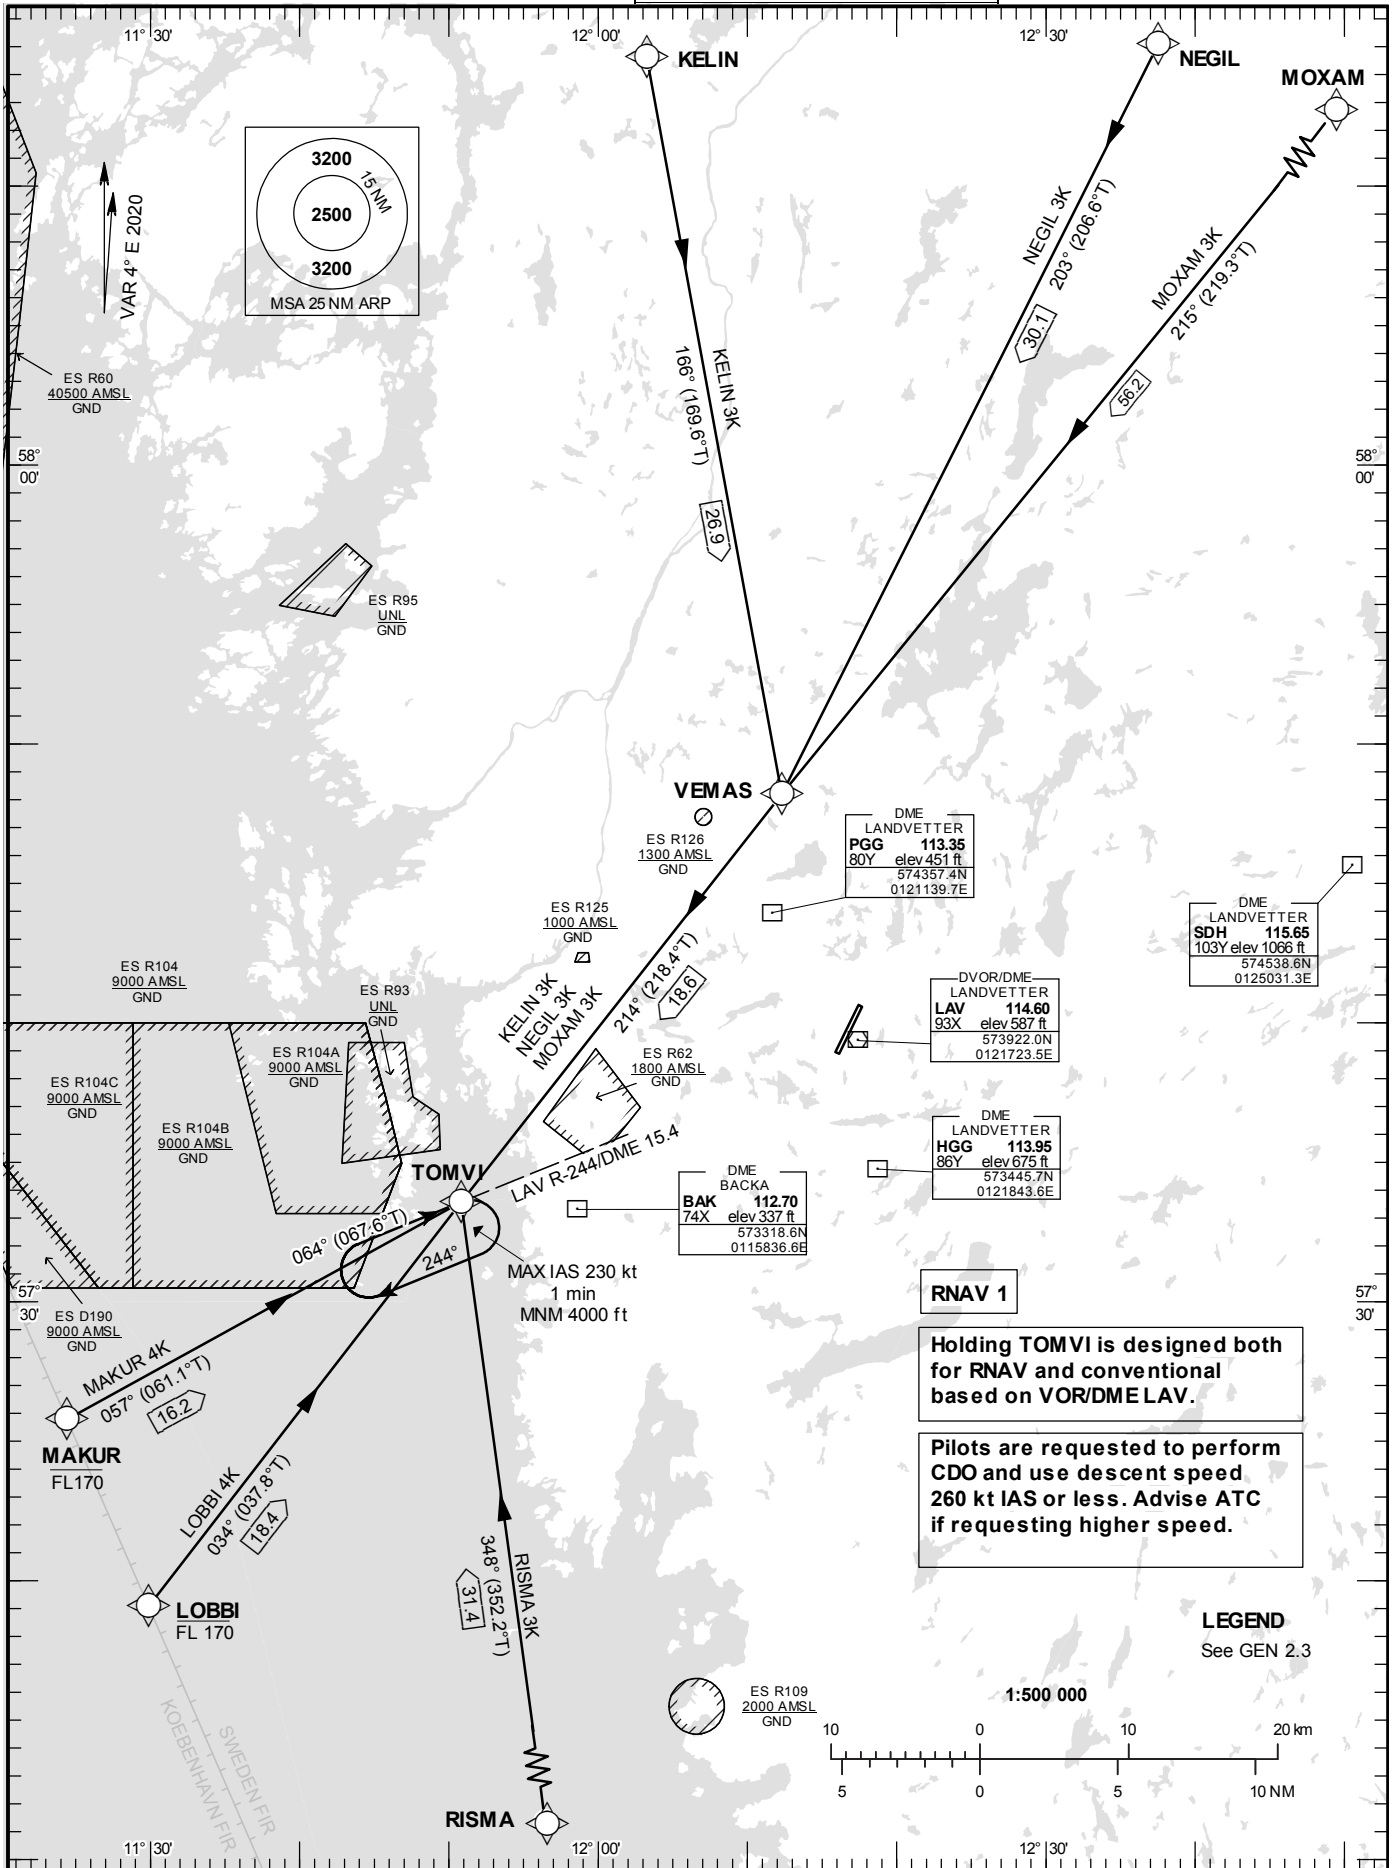 11° 30'
12° 00'
12° 30'
KELIN
NEGIL
MOXAM
3200
15 NM
2500
3200
MSA 25 NM ARP
VAR 4° E 2020
NEGIL 3K
203° (206.6°T)
30.1
MOXAM 3K
215° (219.3°T)
56.2
KELIN 3K
166° (169.6°T)
26.9
ES R60
40500 AMSL
GND
58°
00'
58°
00'
ES R95
UNL
GND
VEMAS
ES R126
1300 AMSL
GND
DME
LANDVETTER
PGG 113.35
80Y elev 451 ft
574357.4N
0121139.7E
DME
LANDVETTER
SDH 115.65
103Y elev 1066 ft
574538.6N
0125031.3E
ES R125
1000 AMSL
GND
ES R104
9000 AMSL
GND
ES R93
UNL
GND
KELIN 3K
NEGIL 3K
MOXAM 3K
214° (218.4°T)
18.6
DVOR/DME
LANDVETTER
LAV 114.60
93X elev 587 ft
573922.0N
0121723.5E
ES R104A
9000 AMSL
GND
ES R62
1800 AMSL
GND
ES R104C
9000 AMSL
GND
ES R104B
9000 AMSL
GND
DME
LANDVETTER
HGG 113.95
86Y elev 675 ft
573445.7N
0121843.6E
TOMVI
LAV R-244/DME 15.4
DME
BACKA
BAK 112.70
74X elev 337 ft
573318.6N
0115836.6E
064° (067.6°T)
244°
MAX IAS 230 kt
1 min
MNM 4000 ft
57°
30'
57°
30'
RNAV 1
ES D190
9000 AMSL
GND
Holding TOMVI is designed both
for RNAV and conventional
based on VOR/DME LAV.
MAKUR 4K
057° (061.1°T)
16.2
MAKUR
FL170
Pilots are requested to perform
CDO and use descent speed
260 kt IAS or less. Advise ATC
if requesting higher speed.
LOBBI 4K
034° (037.8°T)
18.4
RISMA 3K
348° (352.2°T)
31.4
LOBBI
FL 170
LEGEND
See GEN 2.3
SWEDEN FIR
KOEBENHAVN FIR
ES R109
2000 AMSL
GND
1:500 000
10 0 10 20 km
5 0 5 10 NM
RISMA
11° 30'
12° 00'
12° 30'